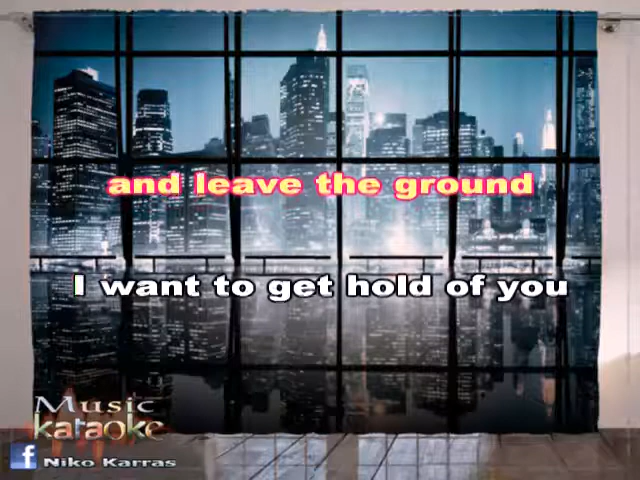 and leave the ground
I want to get hold of you
Music
karaoke
f Niko Karras